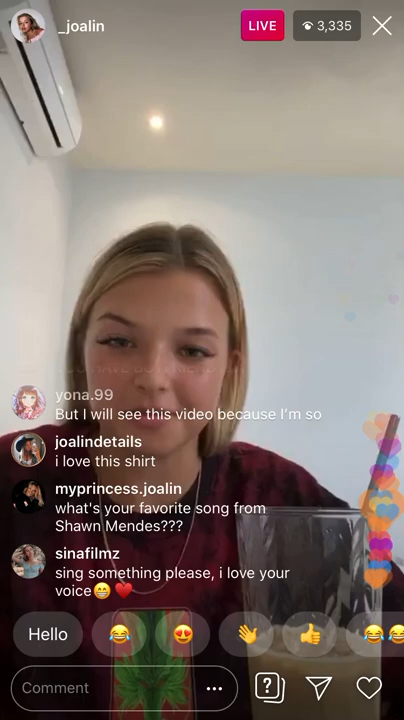 _joalin
LIVE
3,335
yona.99
But I will see this video because I'm so
joalindetails
i love this shirt
myprincess.joalin
what's your favorite song from
Shawn Mendes???
sinafilmz
sing something please, i love your
voice😁❤️
Hello
😂
😍
👋
👍
😂😂
Comment